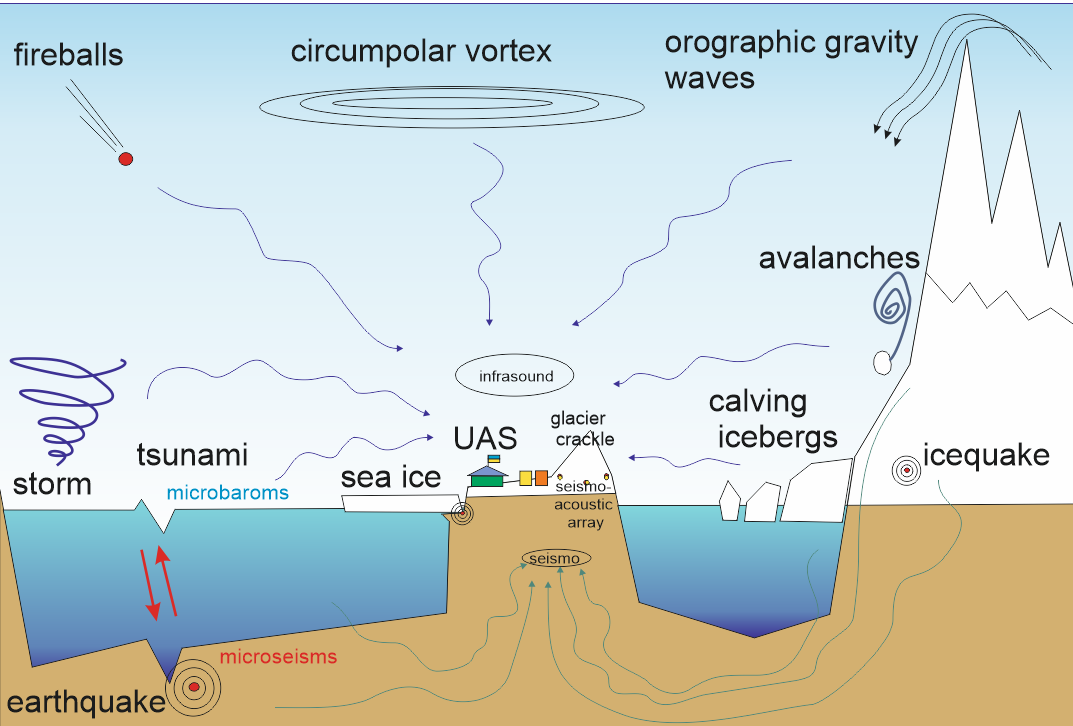 fireballs
circumpolar vortex
orographic gravity
waves
avalanches
infrasound
calving
icebergs
glacier
crackle
UAS
tsunami
storm
microbaroms
sea ice
icequake
seismo-
acoustic
array
seismo
microseisms
earthquake